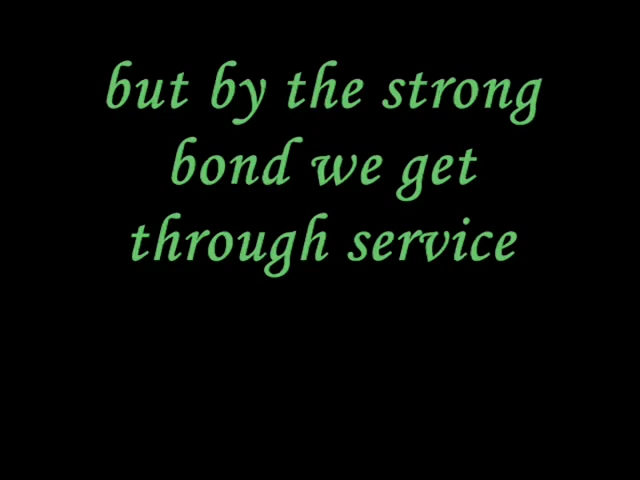 but by the strong
bond we get
through service